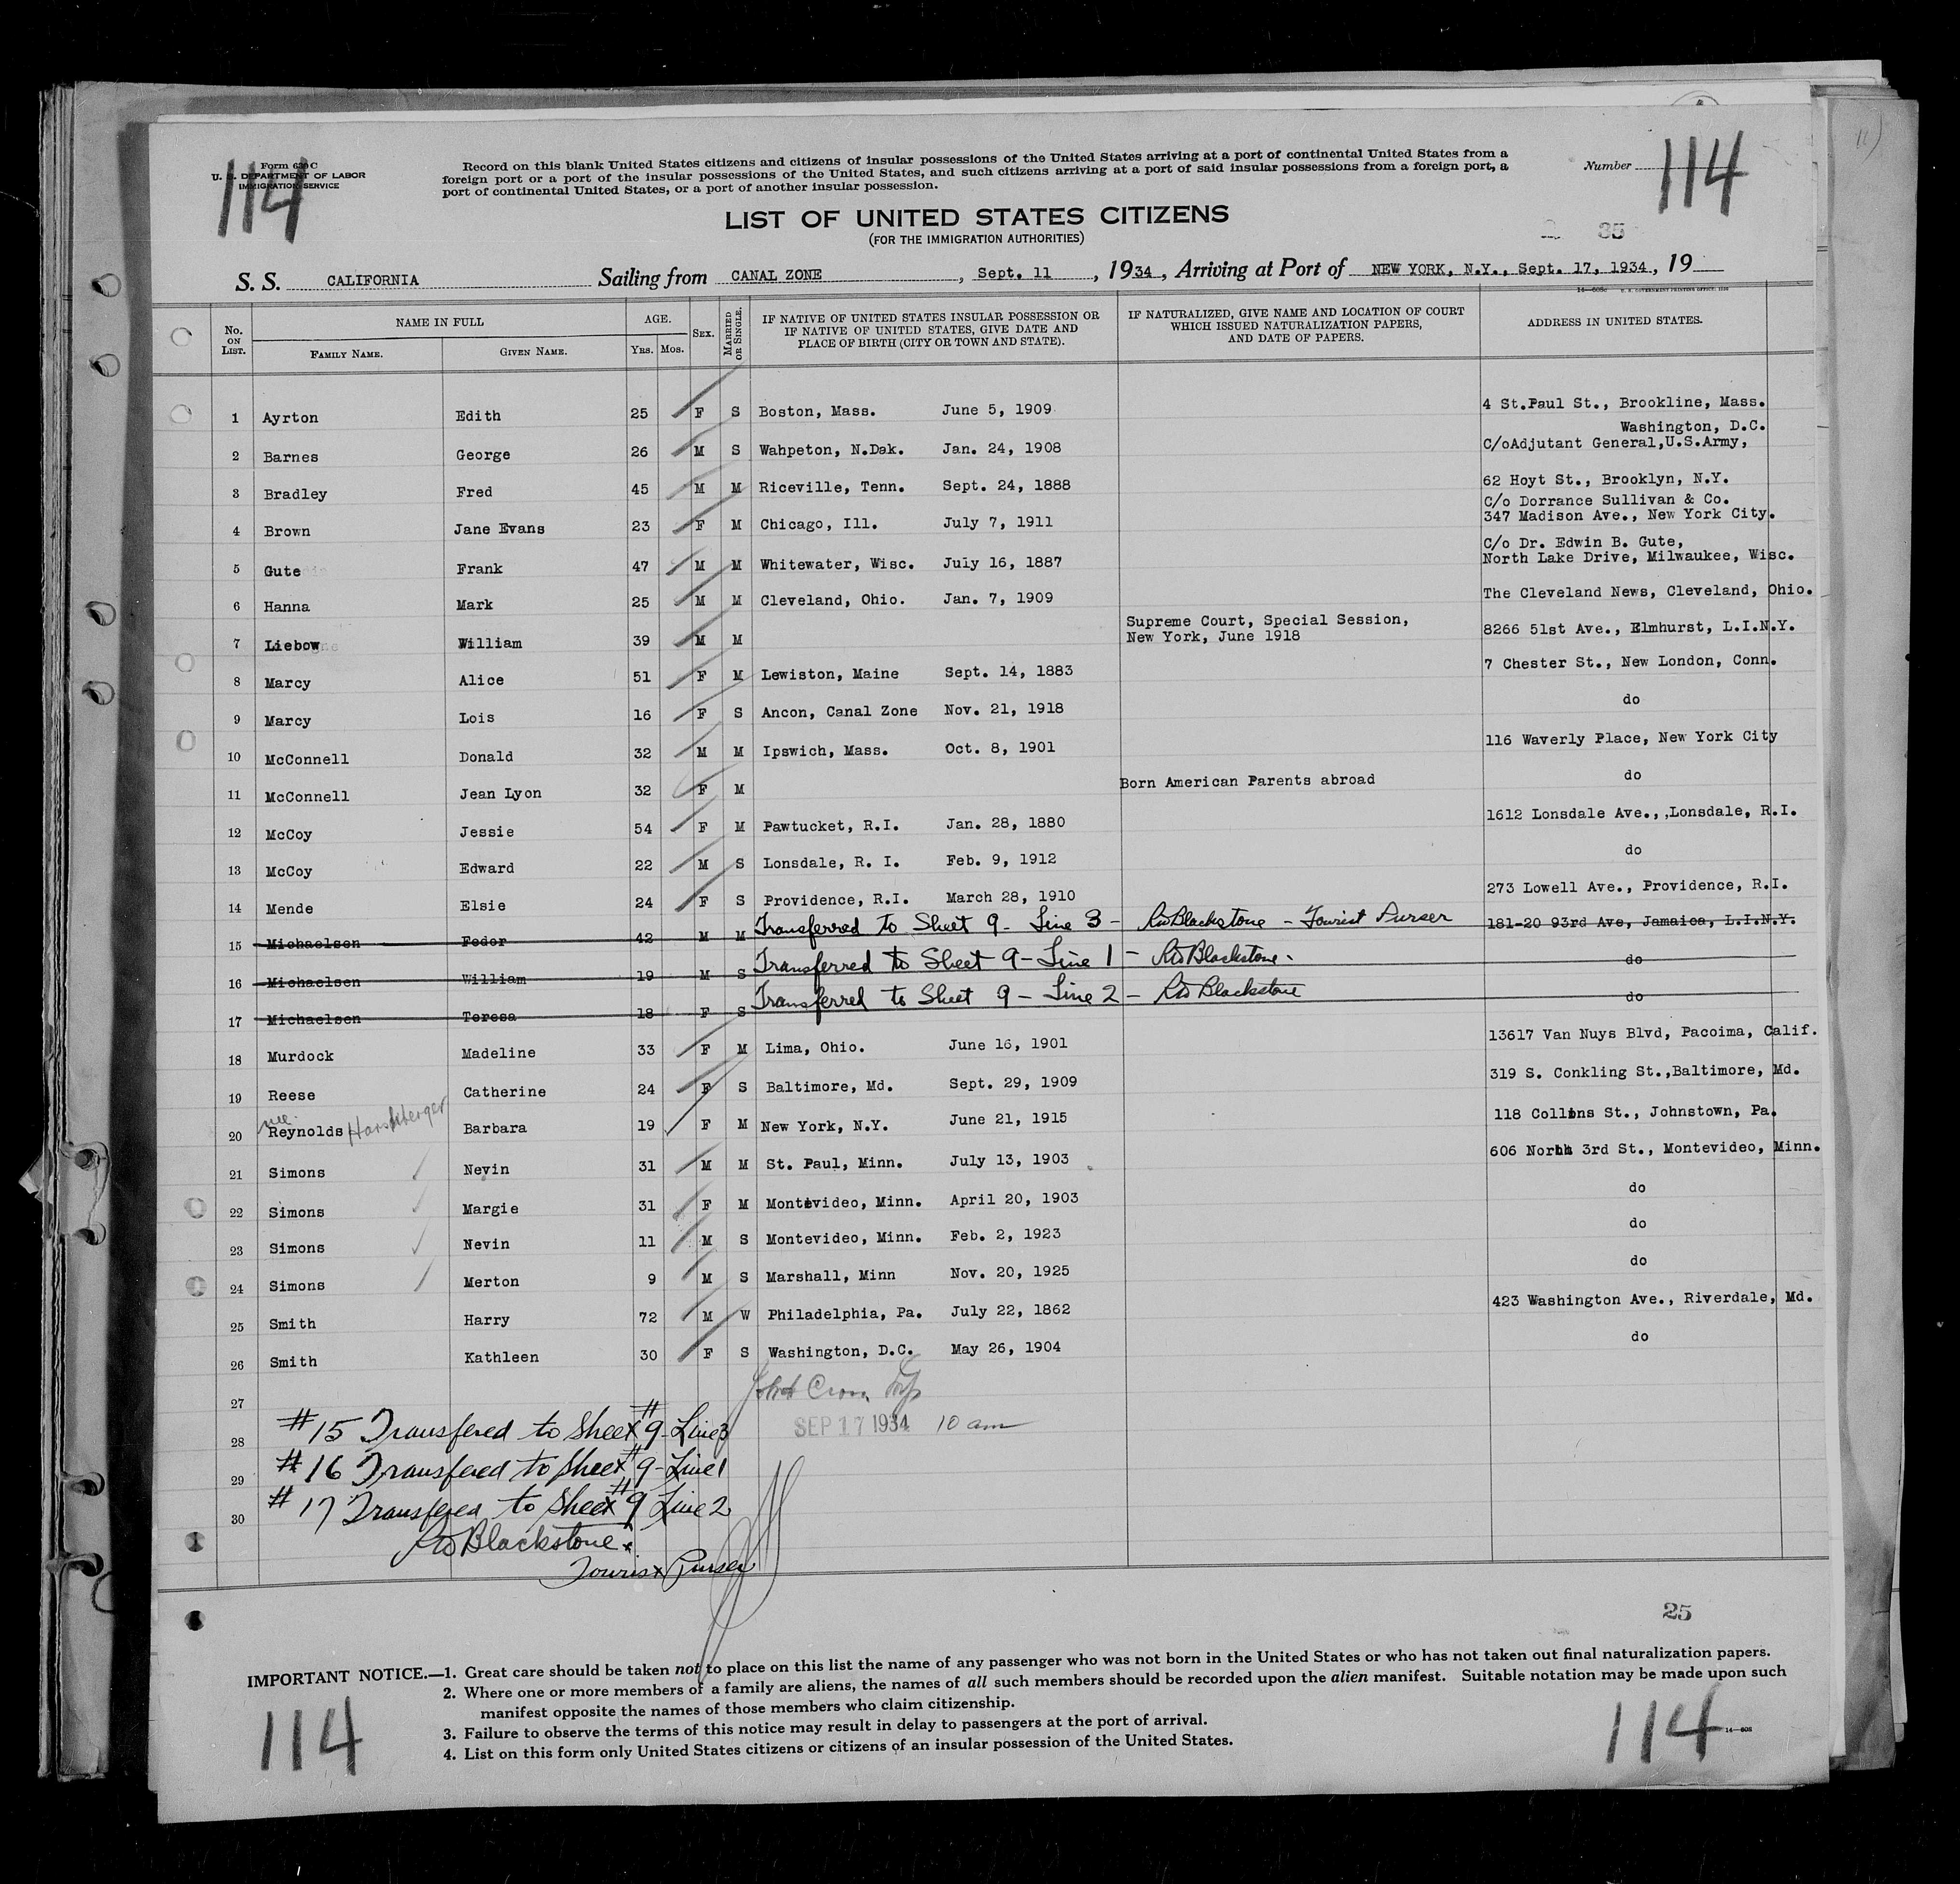 114
Form 630 C
U. S. DEPARTMENT OF LABOR
IMMIGRATION SERVICE
Record on this blank United States citizens and citizens of insular possessions of the United States arriving at a port of continental United States from a
foreign port or a port of the insular possessions of the United States, and such citizens arriving at a port of said insular possessions from a foreign port, a
port of continental United States, or a port of another insular possession.
Number 114
LIST OF UNITED STATES CITIZENS
(FOR THE IMMIGRATION AUTHORITIES)
35
S. S. CALIFORNIA Sailing from CANAL ZONE, Sept. 11, 1934, Arriving at Port of NEW YORK, N.Y., Sept. 17, 1934, 19
No. ON LIST. NAME IN FULL FAMILY NAME. GIVEN NAME. AGE. YRS. MOS. SEX. MARRIED OR SINGLE. IF NATIVE OF UNITED STATES INSULAR POSSESSION OR IF NATIVE OF UNITED STATES, GIVE DATE AND PLACE OF BIRTH (CITY OR TOWN AND STATE). IF NATURALIZED, GIVE NAME AND LOCATION OF COURT WHICH ISSUED NATURALIZATION PAPERS, AND DATE OF PAPERS. ADDRESS IN UNITED STATES.
1 Ayrton Edith 25 F S Boston, Mass. June 5, 1909 4 St.Paul St., Brookline, Mass.
Washington, D.C.
2 Barnes George 26 M S Wahpeton, N.Dak. Jan. 24, 1908 C/oAdjutant General,U.S.Army,
3 Bradley Fred 45 M M Riceville, Tenn. Sept. 24, 1888 62 Hoyt St., Brooklyn, N.Y.
C/o Dorrance Sullivan & Co.
4 Brown Jane Evans 23 F M Chicago, Ill. July 7, 1911 347 Madison Ave., New York City.
C/o Dr. Edwin B. Gute,
5 Gute Frank 47 M M Whitewater, Wisc. July 16, 1887 North Lake Drive, Milwaukee, Wisc.
6 Hanna Mark 25 M M Cleveland, Ohio. Jan. 7, 1909 The Cleveland News, Cleveland, Ohio.
Supreme Court, Special Session,
7 Liebow William 39 M M New York, June 1918 8266 51st Ave., Elmhurst, L.I.N.Y.
8 Marcy Alice 51 F M Lewiston, Maine Sept. 14, 1883 7 Chester St., New London, Conn.
9 Marcy Lois 16 F S Ancon, Canal Zone Nov. 21, 1918 do
10 McConnell Donald 32 M M Ipswich, Mass. Oct. 8, 1901 116 Waverly Place, New York City
11 McConnell Jean Lyon 32 F M Born American Parents abroad do
12 McCoy Jessie 54 F M Pawtucket, R.I. Jan. 28, 1880 1612 Lonsdale Ave.,,Lonsdale, R.I.
13 McCoy Edward 22 M S Lonsdale, R. I. Feb. 9, 1912 do
14 Mende Elsie 24 F S Providence, R.I. March 28, 1910 273 Lowell Ave., Providence, R.I.
15 Michaelsen Fedor 42 M M Transferred to Sheet 9 - Line 3 - RW Blackstone - Tourist Purser 181-20 93rd Ave, Jamaica, L.I.N.Y.
16 Michaelsen William 19 M S Transferred to Sheet 9 - Line 1 - RW Blackstone - do
17 Michaelsen Teresa 18 F S Transferred to Sheet 9 - Line 2 - RW Blackstone do
18 Murdock Madeline 33 F M Lima, Ohio. June 16, 1901 13617 Van Nuys Blvd, Pacoima, Calif.
19 Reese Catherine 24 F S Baltimore, Md. Sept. 29, 1909 319 S. Conkling St.,Baltimore, Md.
nee
20 Reynolds Harshberger Barbara 19 F M New York, N.Y. June 21, 1915 118 Collins St., Johnstown, Pa.
21 Simons Nevin 31 M M St. Paul, Minn. July 13, 1903 606 North 3rd St., Montevideo, Minn.
22 Simons Margie 31 F M Montevideo, Minn. April 20, 1903 do
23 Simons Nevin 11 M S Montevideo, Minn. Feb. 2, 1923 do
24 Simons Merton 9 M S Marshall, Minn Nov. 20, 1925 do
25 Smith Harry 72 M W Philadelphia, Pa. July 22, 1862 423 Washington Ave., Riverdale, Md.
26 Smith Kathleen 30 F S Washington, D.C. May 26, 1904 do
27
28 #15 Transfered to sheet #9 - Line 3 SEP 17 1934 10 am
29 #16 Transfered to sheet #9 - Line 1
30 #17 Transfered to sheet #9 Line 2
RW Blackstone
Tourist Purser
25
IMPORTANT NOTICE.—1. Great care should be taken not to place on this list the name of any passenger who was not born in the United States or who has not taken out final naturalization papers.
2. Where one or more members of a family are aliens, the names of all such members should be recorded upon the alien manifest. Suitable notation may be made upon such
manifest opposite the names of those members who claim citizenship.
3. Failure to observe the terms of this notice may result in delay to passengers at the port of arrival.
4. List on this form only United States citizens or citizens of an insular possession of the United States.
114
114